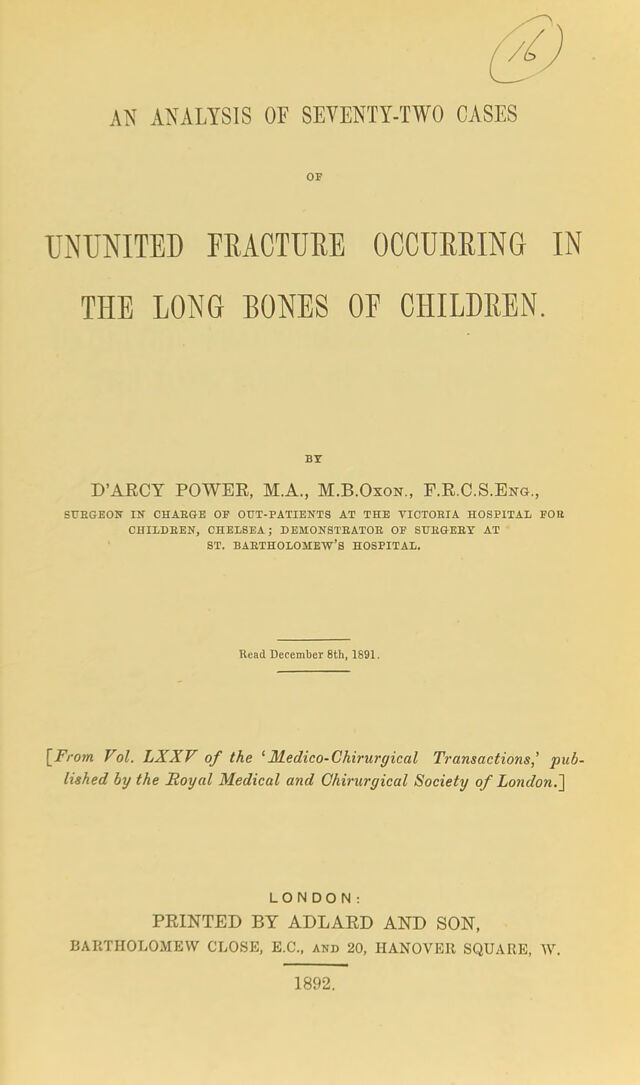 16
AN ANALYSIS OF SEVENTY-TWO CASES
OF
UNUNITED FRACTURE OCCURRING IN
THE LONG BONES OF CHILDREN.
BY
D'ARCY POWER, M.A., M.B.OXON., F.R.C.S.ENG.,
SURGEON IN CHARGE OF OUT-PATIENTS AT THE VICTORIA HOSPITAL FOR
CHILDREN, CHELSEA; DEMONSTRATOR OF SURGERY AT
ST. BARTHOLOMEW'S HOSPITAL.
Read December 8th, 1891.
[From Vol. LXXV of the ‘Medico-Chirurgical Transactions,’ pub-
lished by the Royal Medical and Chirurgical Society of London.]
LONDON:
PRINTED BY ADLARD AND SON,
BARTHOLOMEW CLOSE, E.C., AND 20, HANOVER SQUARE, W.
1892.